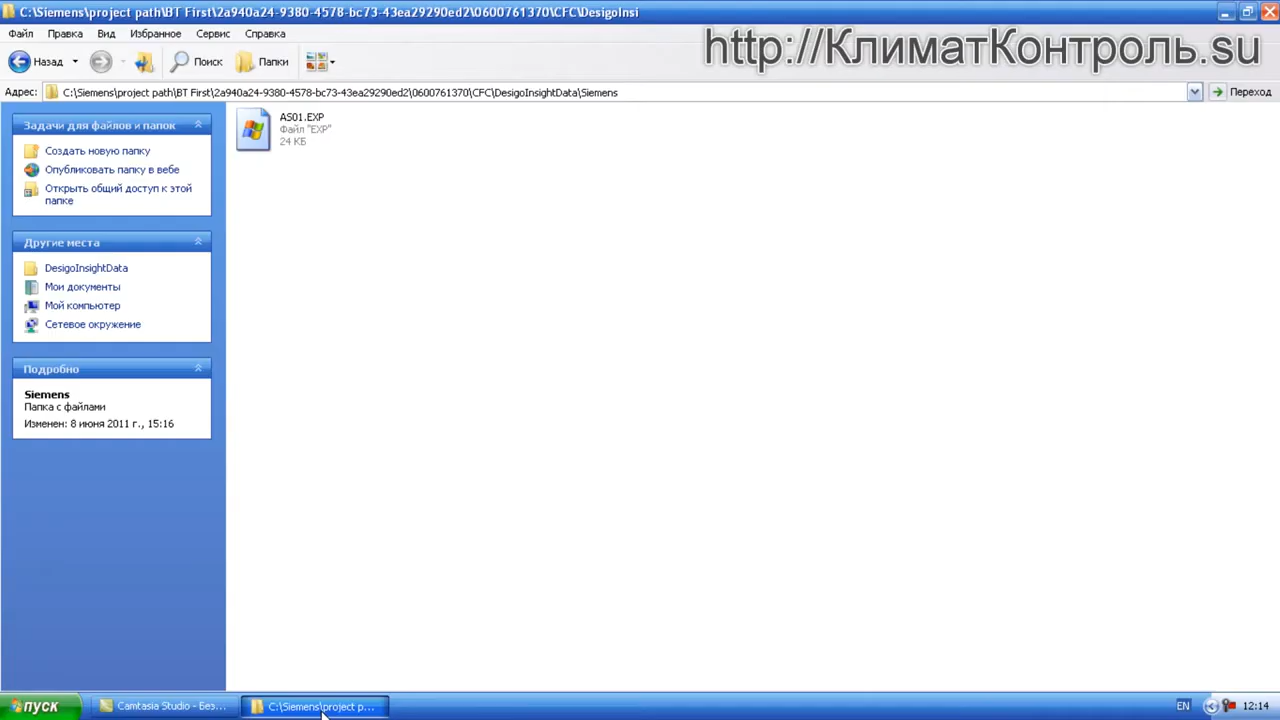 C:\Siemens\project path\BT First\2a940a24-9380-4578-bc73-43ea29290ed2\0600761370\CFC\DesigoInsi
Файл Правка Вид Избранное Сервис Справка
http://КлиматКонтроль.su
Назад Поиск Папки
Адрес: C:\Siemens\project path\BT First\2a940a24-9380-4578-bc73-43ea29290ed2\0600761370\CFC\DesigoInsightData\Siemens Переход
Задачи для файлов и папок
Создать новую папку
Опубликовать папку в вебе
Открыть общий доступ к этой
папке
Другие места
DesigoInsightData
Мои документы
Мой компьютер
Сетевое окружение
Подробно
Siemens
Папка с файлами
Изменен: 8 июня 2011 г., 15:16
AS01.EXP
Файл "EXP"
24 КБ
пуск Camtasia Studio - Без... C:\Siemens\project p... EN 12:14